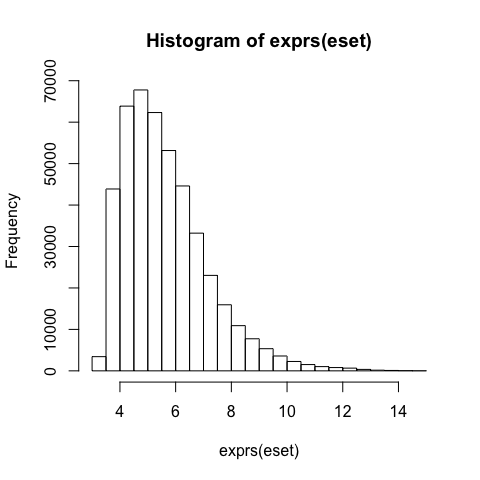 Histogram of exprs(eset)
Frequency
70000
50000
30000
10000
0
4 6 8 10 12 14
exprs(eset)